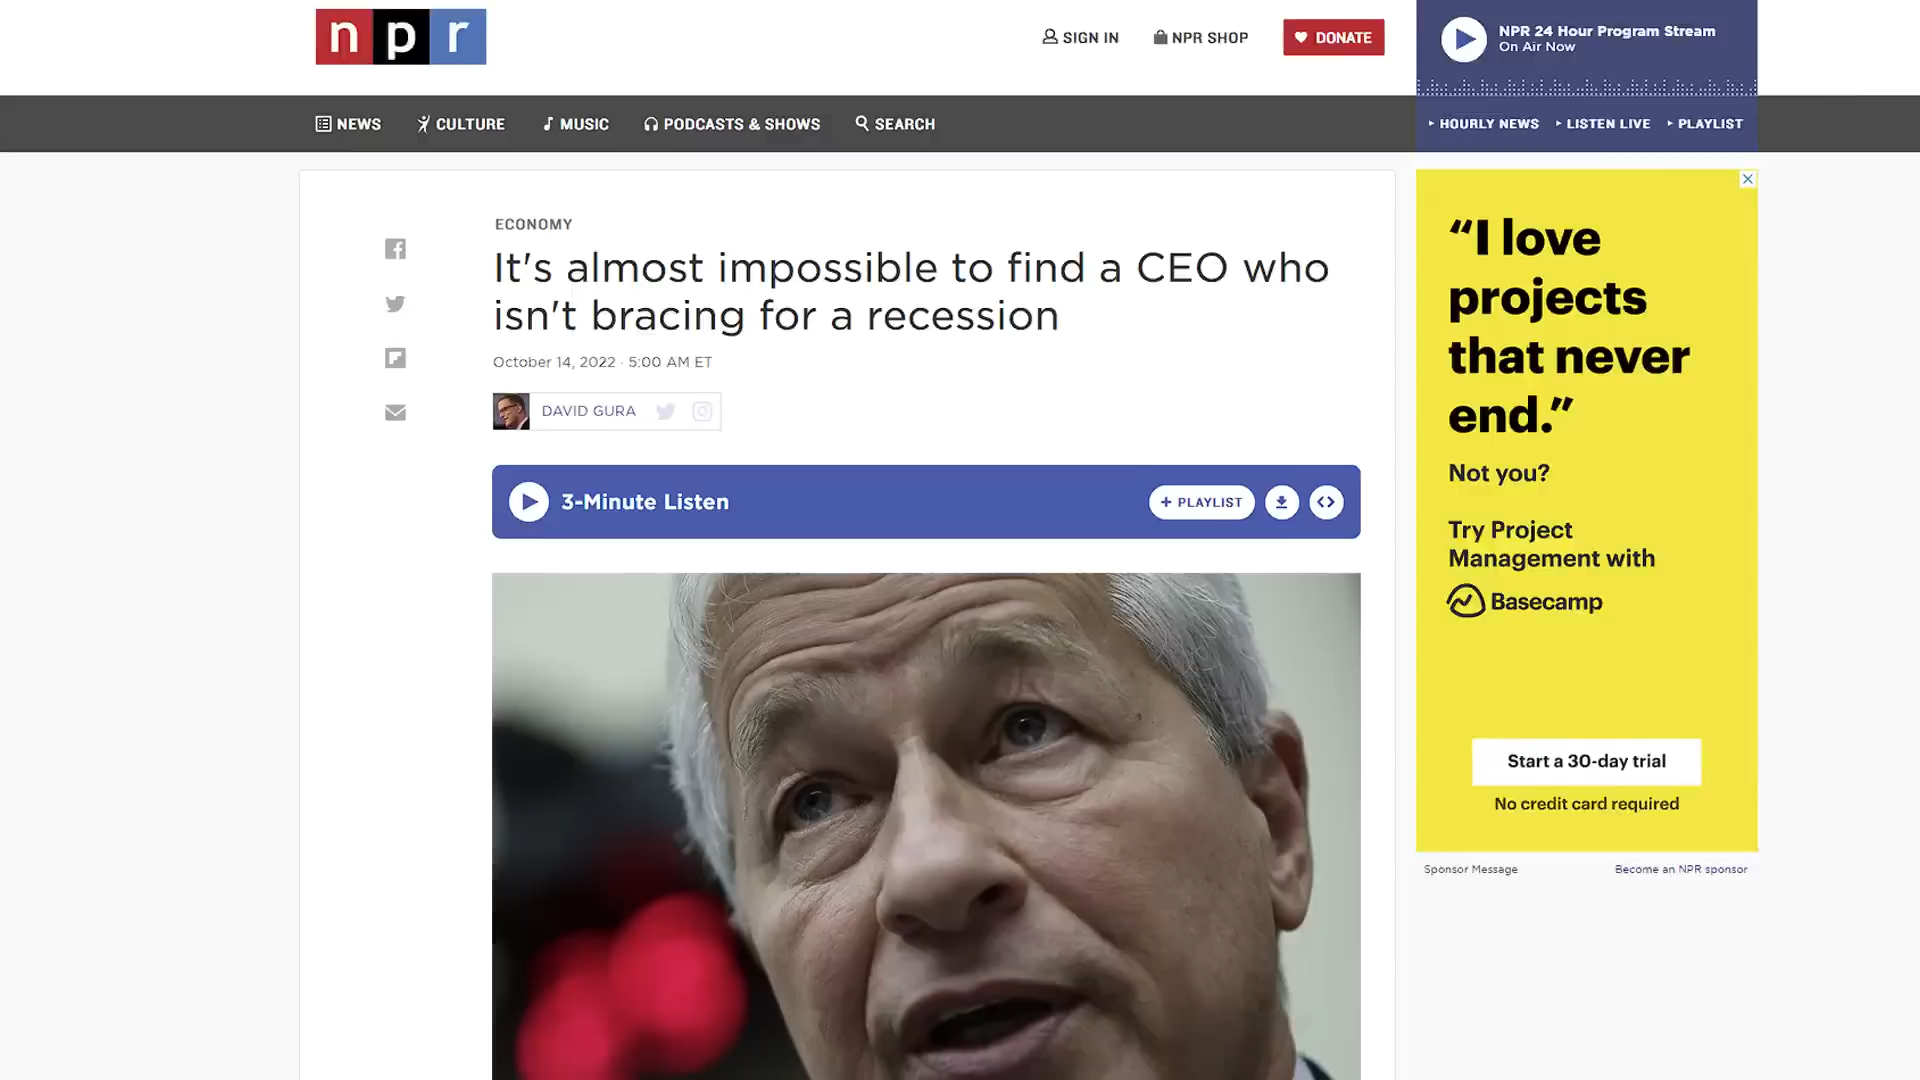 npr
SIGN IN
NPR SHOP
DONATE
NPR 24 Hour Program Stream
On Air Now
NEWS
CULTURE
MUSIC
PODCASTS & SHOWS
SEARCH
HOURLY NEWS
LISTEN LIVE
PLAYLIST
ECONOMY
It's almost impossible to find a CEO who
isn't bracing for a recession
October 14, 2022 · 5:00 AM ET
DAVID GURA
3-Minute Listen
+ PLAYLIST
“I love
projects
that never
end.”
Not you?
Try Project
Management with
Basecamp
Start a 30-day trial
No credit card required
Sponsor Message
Become an NPR sponsor